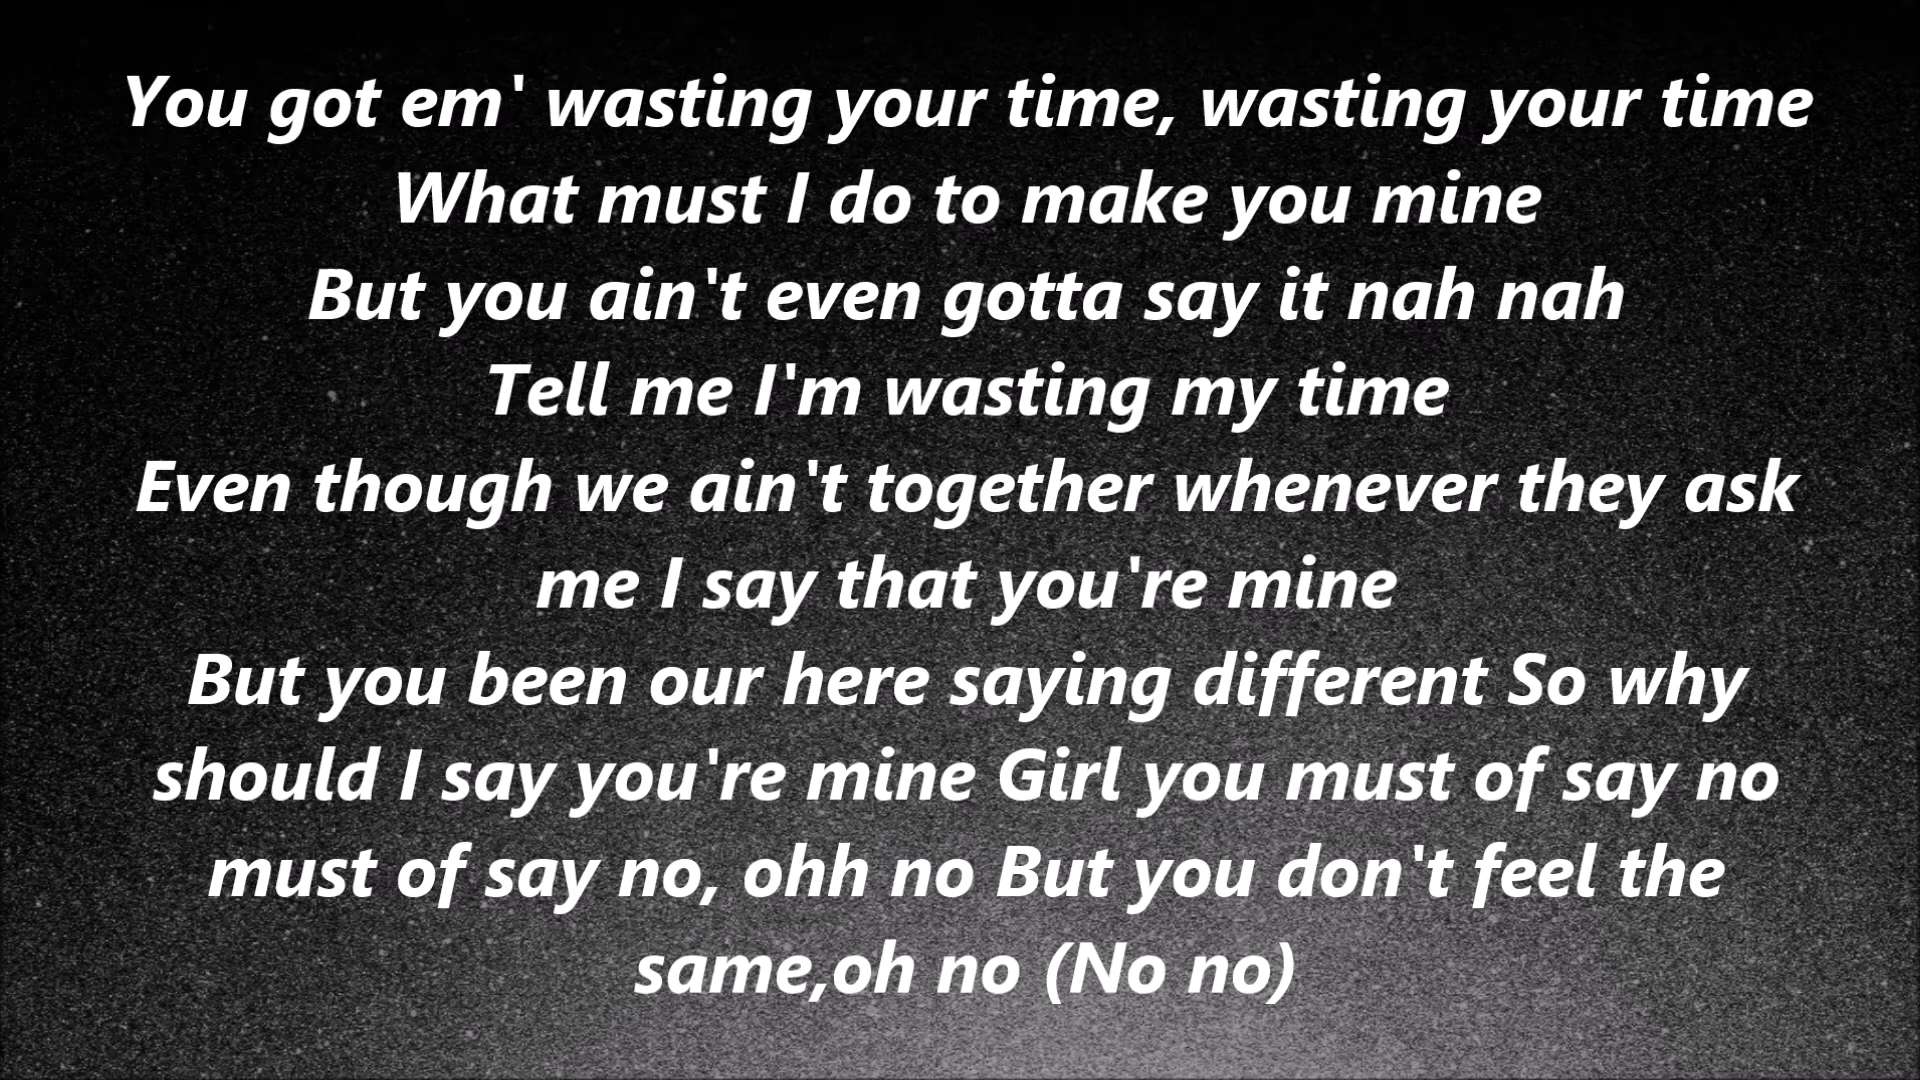 You got em' wasting your time, wasting your time
What must I do to make you mine
But you ain't even gotta say it nah nah
Tell me I'm wasting my time
Even though we ain't together whenever they ask
me I say that you're mine
But you been our here saying different So why
should I say you're mine Girl you must of say no
must of say no, ohh no But you don't feel the
same,oh no (No no)